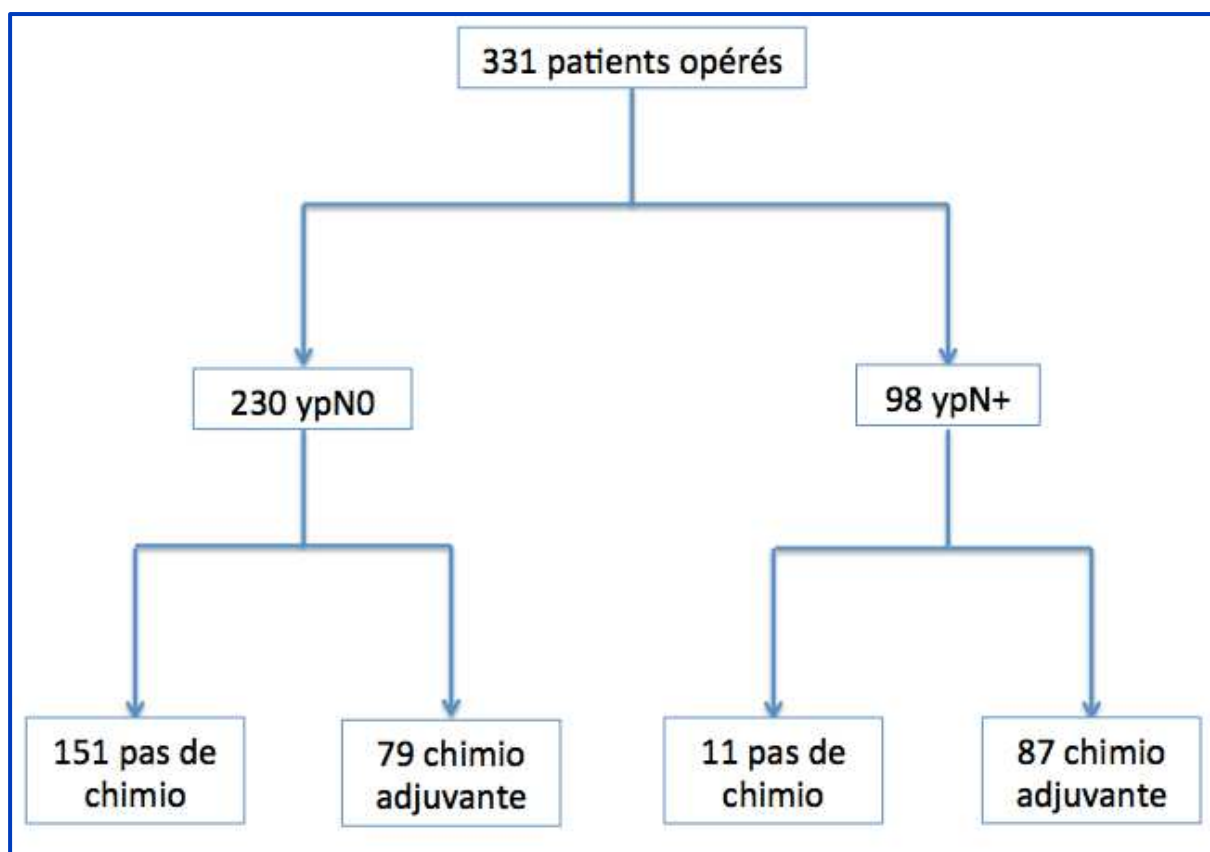 331 patients opérés
230 ypN0
98 ypN+
151 pas de
chimio
79 chimio
adjuvante
11 pas de
chimio
87 chimio
adjuvante